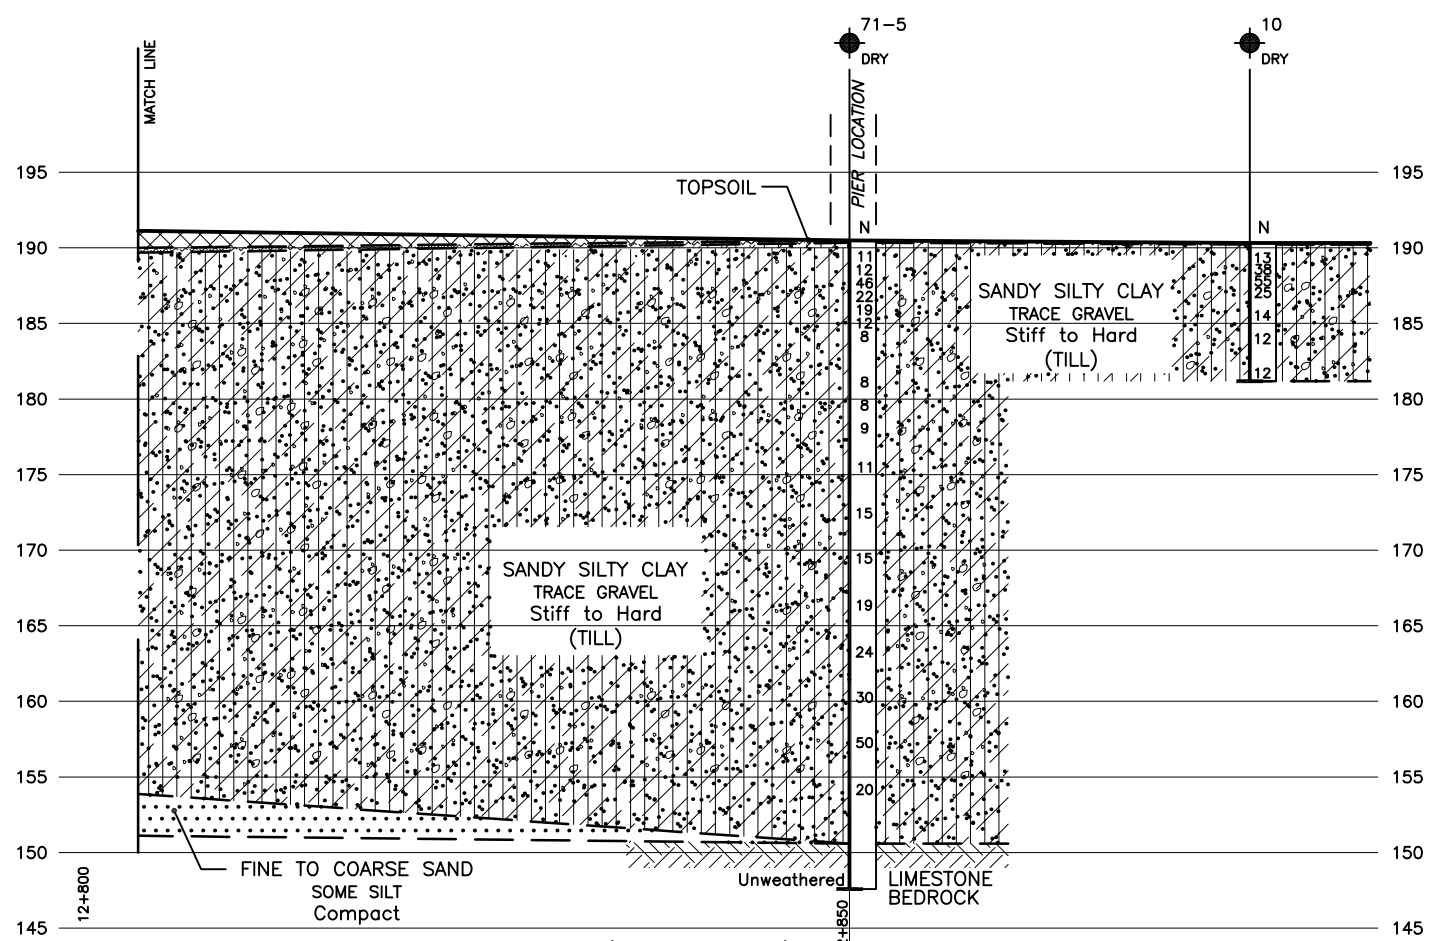 71-5
10
DRY
DRY
MATCH LINE
PIER LOCATION
195
195
TOPSOIL
N
N
190
190
11
12
46
22
19
12
8
8
8
9
11
15
15
19
24
30
50
20
13
38
25
14
12
12
SANDY SILTY CLAY
TRACE GRAVEL
Stiff to Hard
(TILL)
185
185
180
180
175
175
170
170
SANDY SILTY CLAY
TRACE GRAVEL
Stiff to Hard
(TILL)
165
165
160
160
155
155
150
150
FINE TO COARSE SAND
SOME SILT
Compact
Unweathered
LIMESTONE
BEDROCK
12+800
2+850
145
145